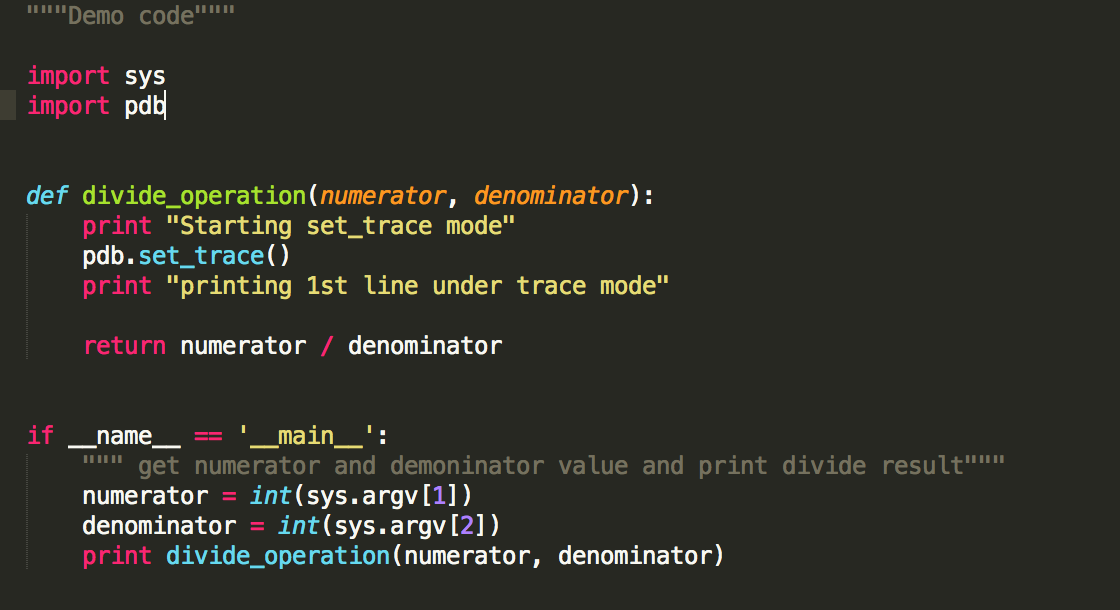 """Demo code"""
import sys
import pdb
def divide_operation(numerator, denominator):
print "Starting set_trace mode"
pdb.set_trace()
print "printing 1st line under trace mode"
return numerator / denominator
if __name__ == '__main__':
""" get numerator and demoninator value and print divide result"""
numerator = int(sys.argv[1])
denominator = int(sys.argv[2])
print divide_operation(numerator, denominator)